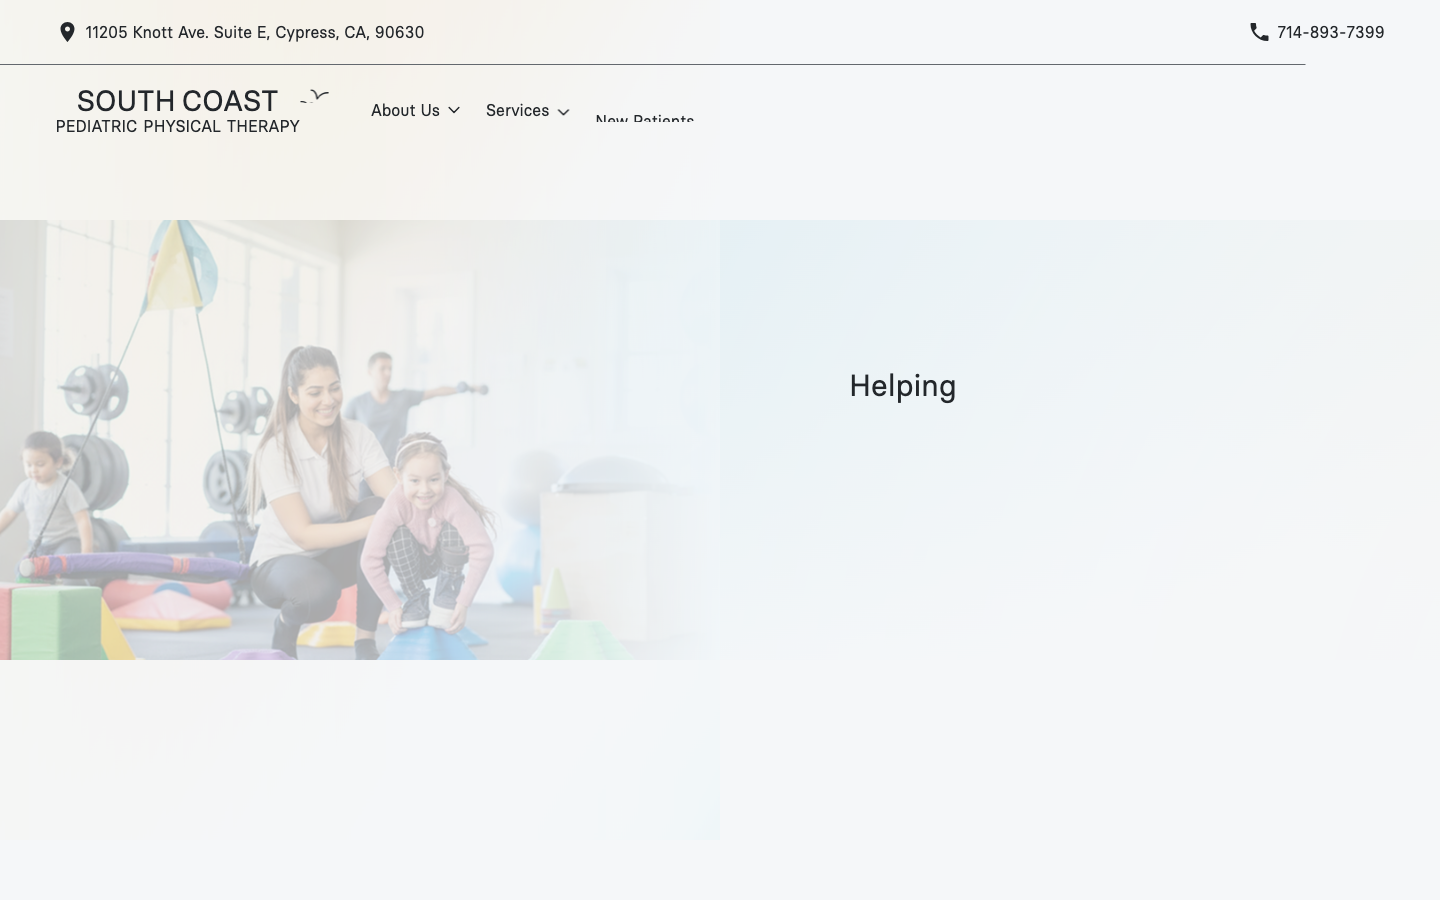 11205 Knott Ave. Suite E, Cypress, CA, 90630
714-893-7399
SOUTH COAST
PEDIATRIC PHYSICAL THERAPY
About Us
Services
New Patients
Helping